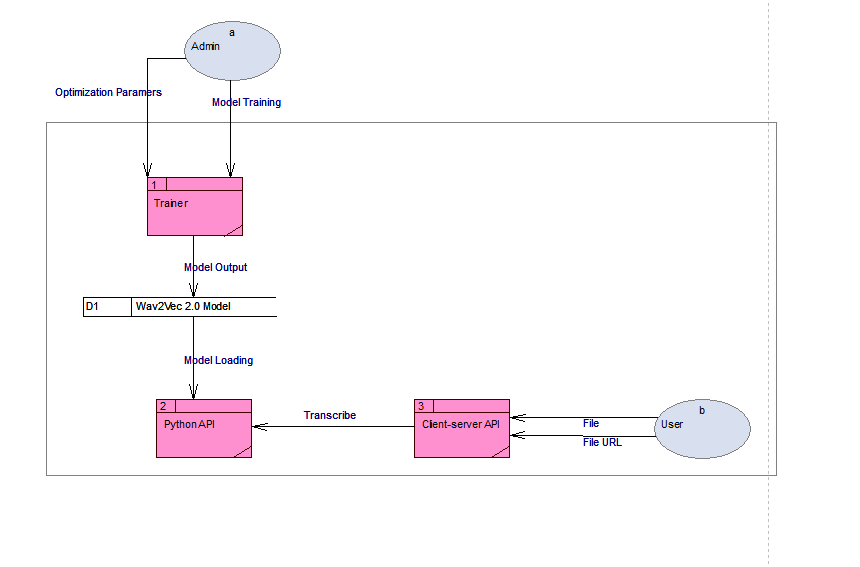 a
Admin
Optimization Paramers
Model Training
1
Trainer
Model Output
D1 Wav2Vec 2.0 Model
Model Loading
2
Python API
Transcribe
3
Client-server API
File
File URL
b
User